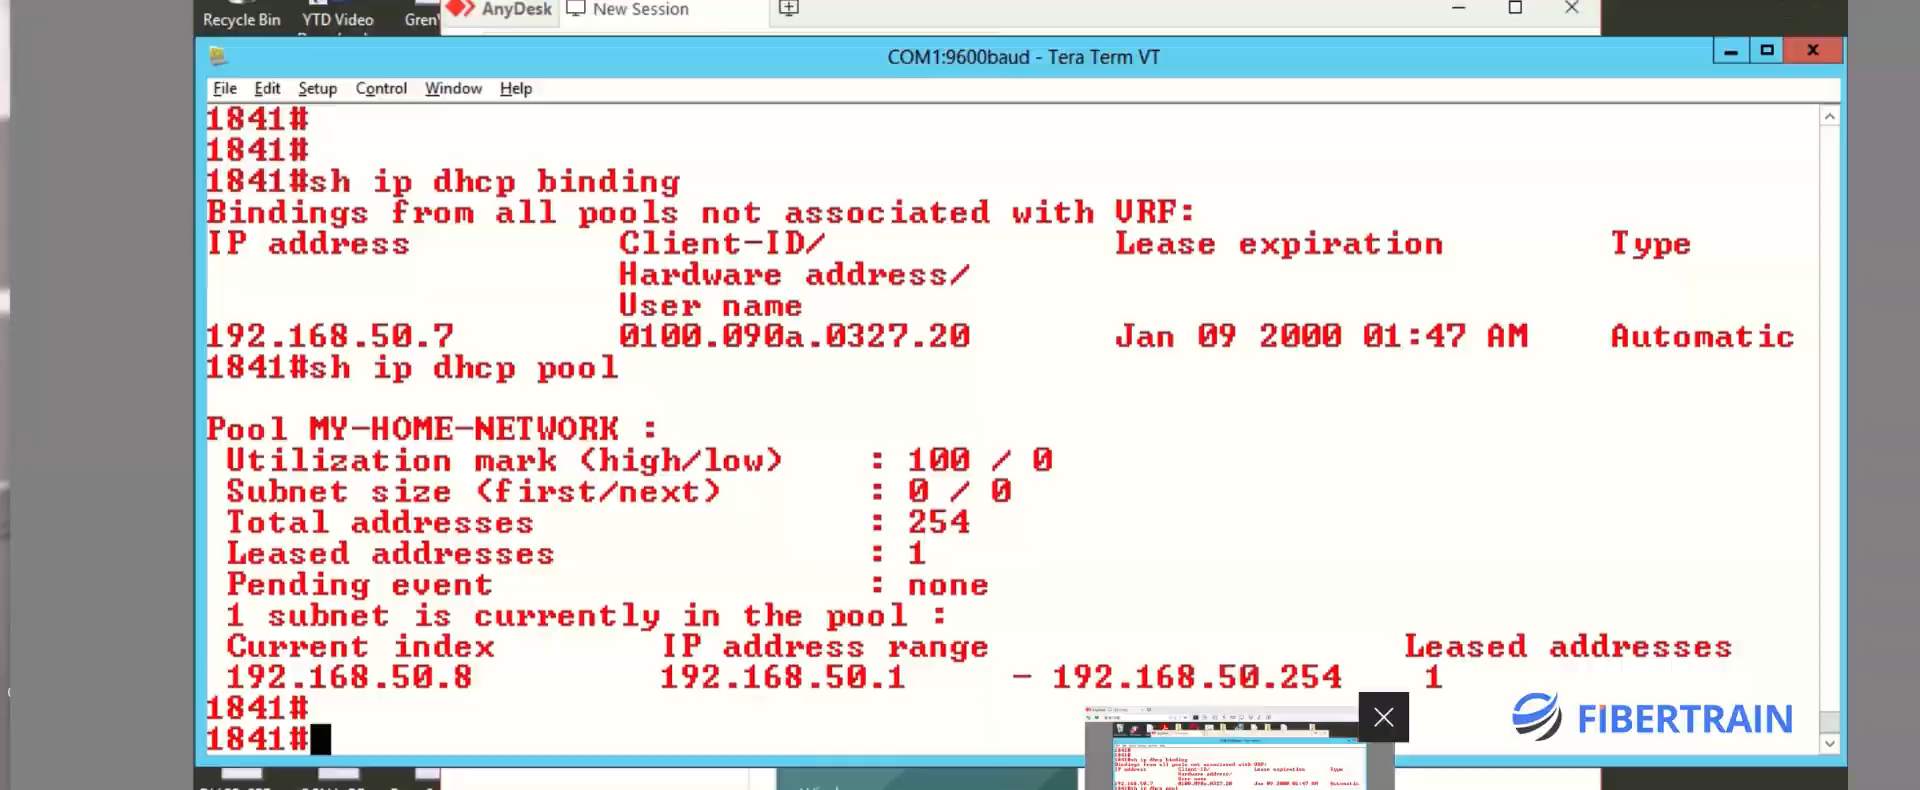 Recycle Bin YTD Video Gren
AnyDesk New Session
COM1:9600baud - Tera Term VT
File Edit Setup Control Window Help
1841#
1841#
1841#sh ip dhcp binding
Bindings from all pools not associated with VRF:
IP address Client-ID/ Lease expiration Type
Hardware address/
User name
192.168.50.7 0100.090a.0327.20 Jan 09 2000 01:47 AM Automatic
1841#sh ip dhcp pool
Pool MY-HOME-NETWORK :
Utilization mark (high/low) : 100 / 0
Subnet size (first/next) : 0 / 0
Total addresses : 254
Leased addresses : 1
Pending event : none
1 subnet is currently in the pool :
Current index IP address range Leased addresses
192.168.50.8 192.168.50.1 - 192.168.50.254 1
1841#
1841#
FIBERTRAIN